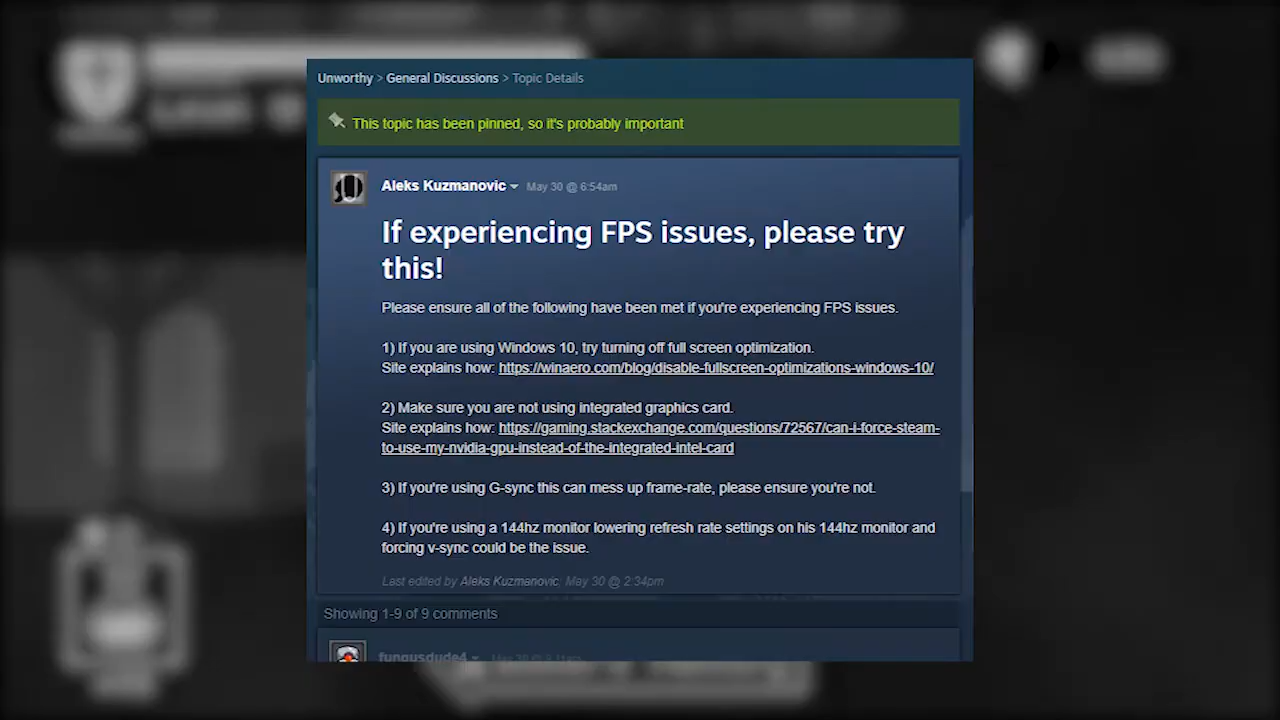 Unworthy > General Discussions > Topic Details
This topic has been pinned, so it's probably important
Aleks Kuzmanovic May 30 @ 6:54am
If experiencing FPS issues, please try
this!
Please ensure all of the following have been met if you're experiencing FPS issues.
1) If you are using Windows 10, try turning off full screen optimization.
Site explains how: https://winaero.com/blog/disable-fullscreen-optimizations-windows-10/
2) Make sure you are not using integrated graphics card.
Site explains how: https://gaming.stackexchange.com/questions/72567/can-i-force-steam-
to-use-my-nvidia-gpu-instead-of-the-integrated-intel-card
3) If you're using G-sync this can mess up frame-rate, please ensure you're not.
4) If you're using a 144hz monitor lowering refresh rate settings on his 144hz monitor and
forcing v-sync could be the issue.
Last edited by Aleks Kuzmanovic; May 30 @ 2:34pm
Showing 1-9 of 9 comments
fungusdude4